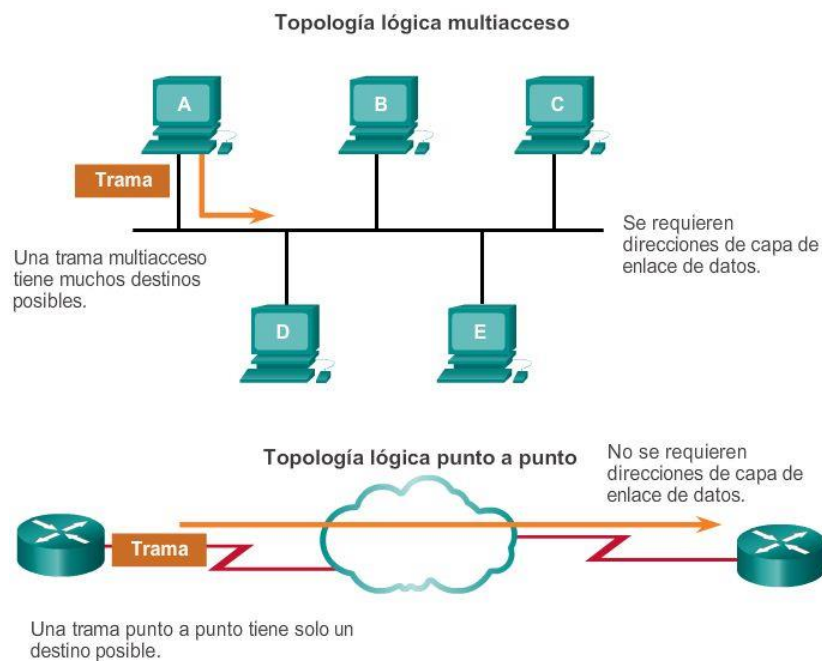 Topología lógica multiacceso
A
B
C
Trama
Una trama multiacceso
tiene muchos destinos
posibles.
Se requieren
direcciones de capa de
enlace de datos.
D
E
Topología lógica punto a punto
No se requieren
direcciones de capa de
enlace de datos.
Trama
Una trama punto a punto tiene solo un
destino posible.